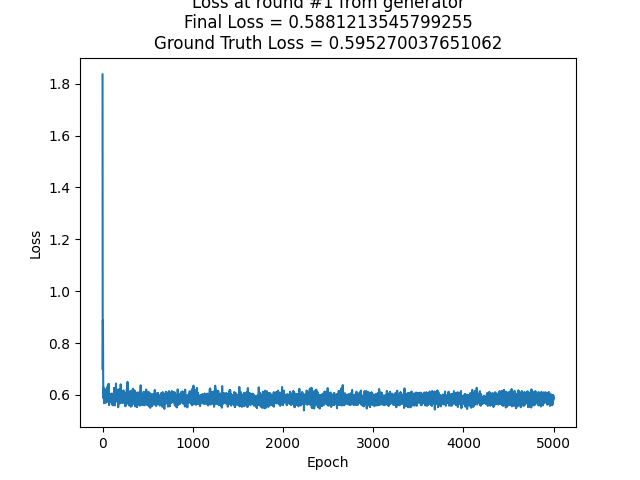 Loss at round #1 from generator
Final Loss = 0.5881213545799255
Ground Truth Loss = 0.595270037651062
1.8
1.6
1.4
1.2
1.0
0.8
0.6
Loss
0 1000 2000 3000 4000 5000
Epoch